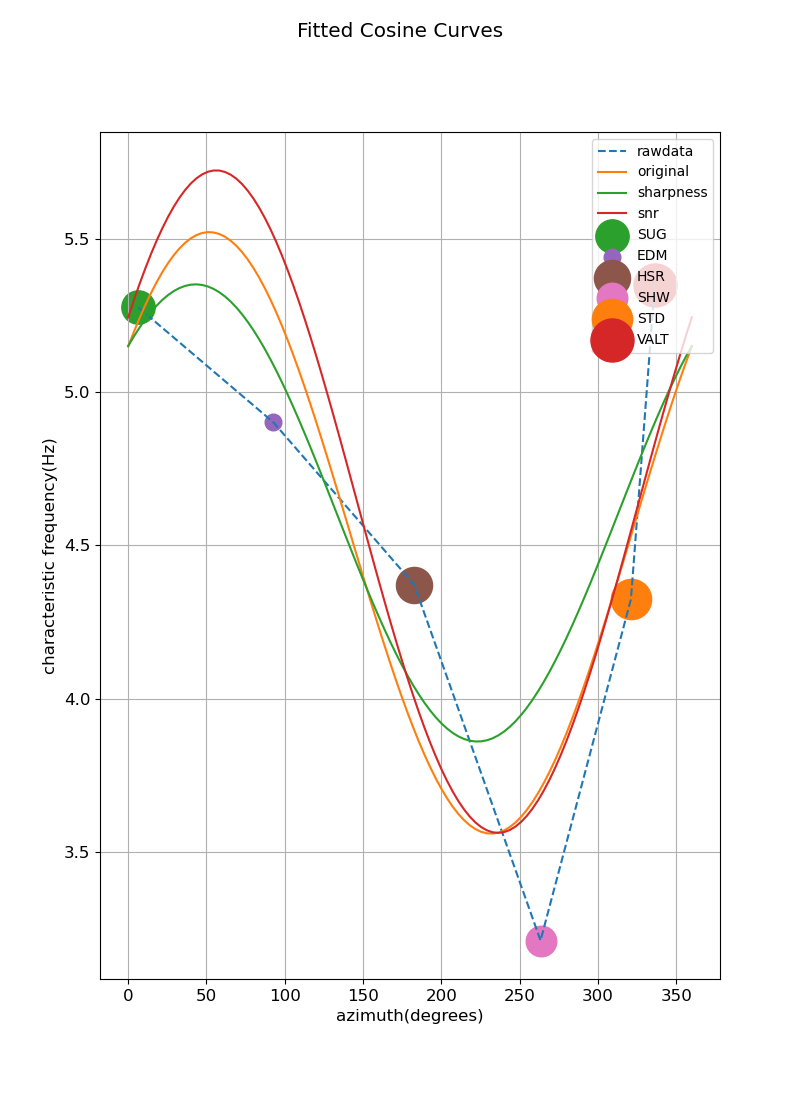 Fitted Cosine Curves
rawdata
original
sharpness
snr
SUG
EDM
HSR
SHW
STD
VALT
5.5
5.0
4.5
4.0
3.5
characteristic frequency(Hz)
0 50 100 150 200 250 300 350
azimuth(degrees)